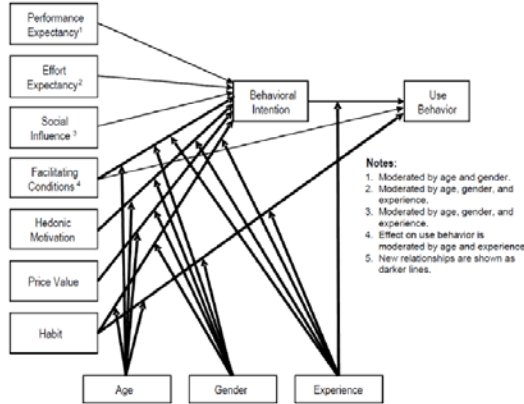 Performance
Expectancy¹
Effort
Expectancy²
Social
Influence ³
Facilitating
Conditions ⁴
Hedonic
Motivation
Price Value
Habit
Behavioral
Intention
Use
Behavior
Notes:
1. Moderated by age and gender.
2. Moderated by age, gender, and
experience.
3. Moderated by age, gender, and
experience.
4. Effect on use behavior is
moderated by age and experience
5. New relationships are shown as
darker lines.
Age
Gender
Experience